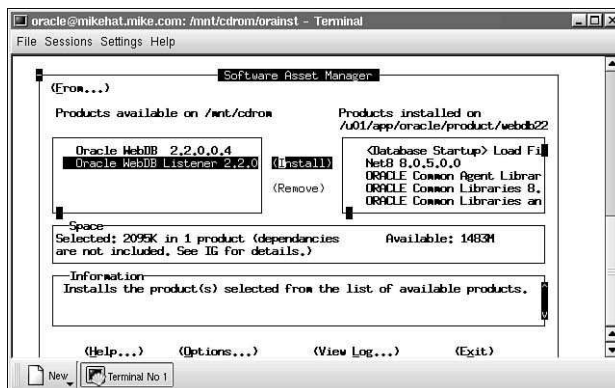 oracle@mikehat.mike.com: /mnt/cdrom/orainst - Terminal
File Sessions Settings Help
Software Asset Manager
(From...)
Products available on /mnt/cdrom
Products installed on
/u01/app/oracle/product/webdb22
Oracle WebDB 2.2.0.0.4
Oracle WebDB Listener 2.2.0
(Install)
(Remove)
<Database Startup> Load Fi
Net8 8.0.5.0.0
ORACLE Common Agent Librar
ORACLE Common Libraries 8.
ORACLE Common Libraries an
Space
Selected: 2095K in 1 product (dependancies
are not included. See IG for details.)
Available: 1483M
Information
Installs the product(s) selected from the list of available products.
(Help...) (Options...) (View Log...) (Exit)
New Terminal No 1